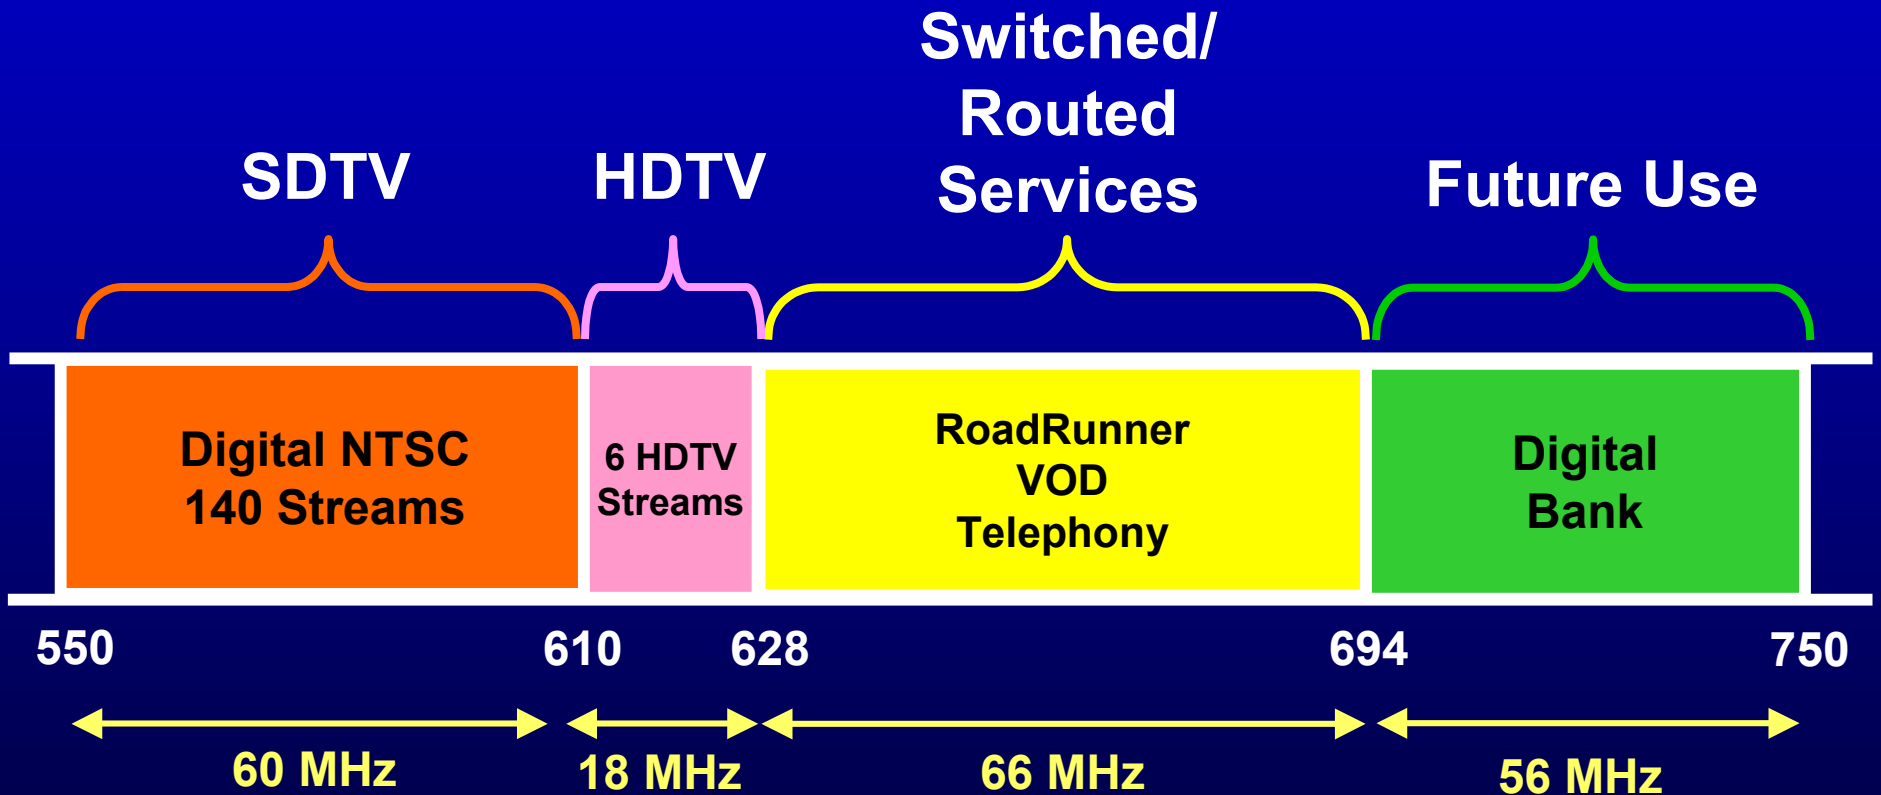 Switched/
Routed
Services
SDTV
HDTV
Future Use
Digital NTSC
140 Streams
6 HDTV
Streams
RoadRunner
VOD
Telephony
Digital
Bank
550
610
628
694
750
60 MHz
18 MHz
66 MHz
56 MHz